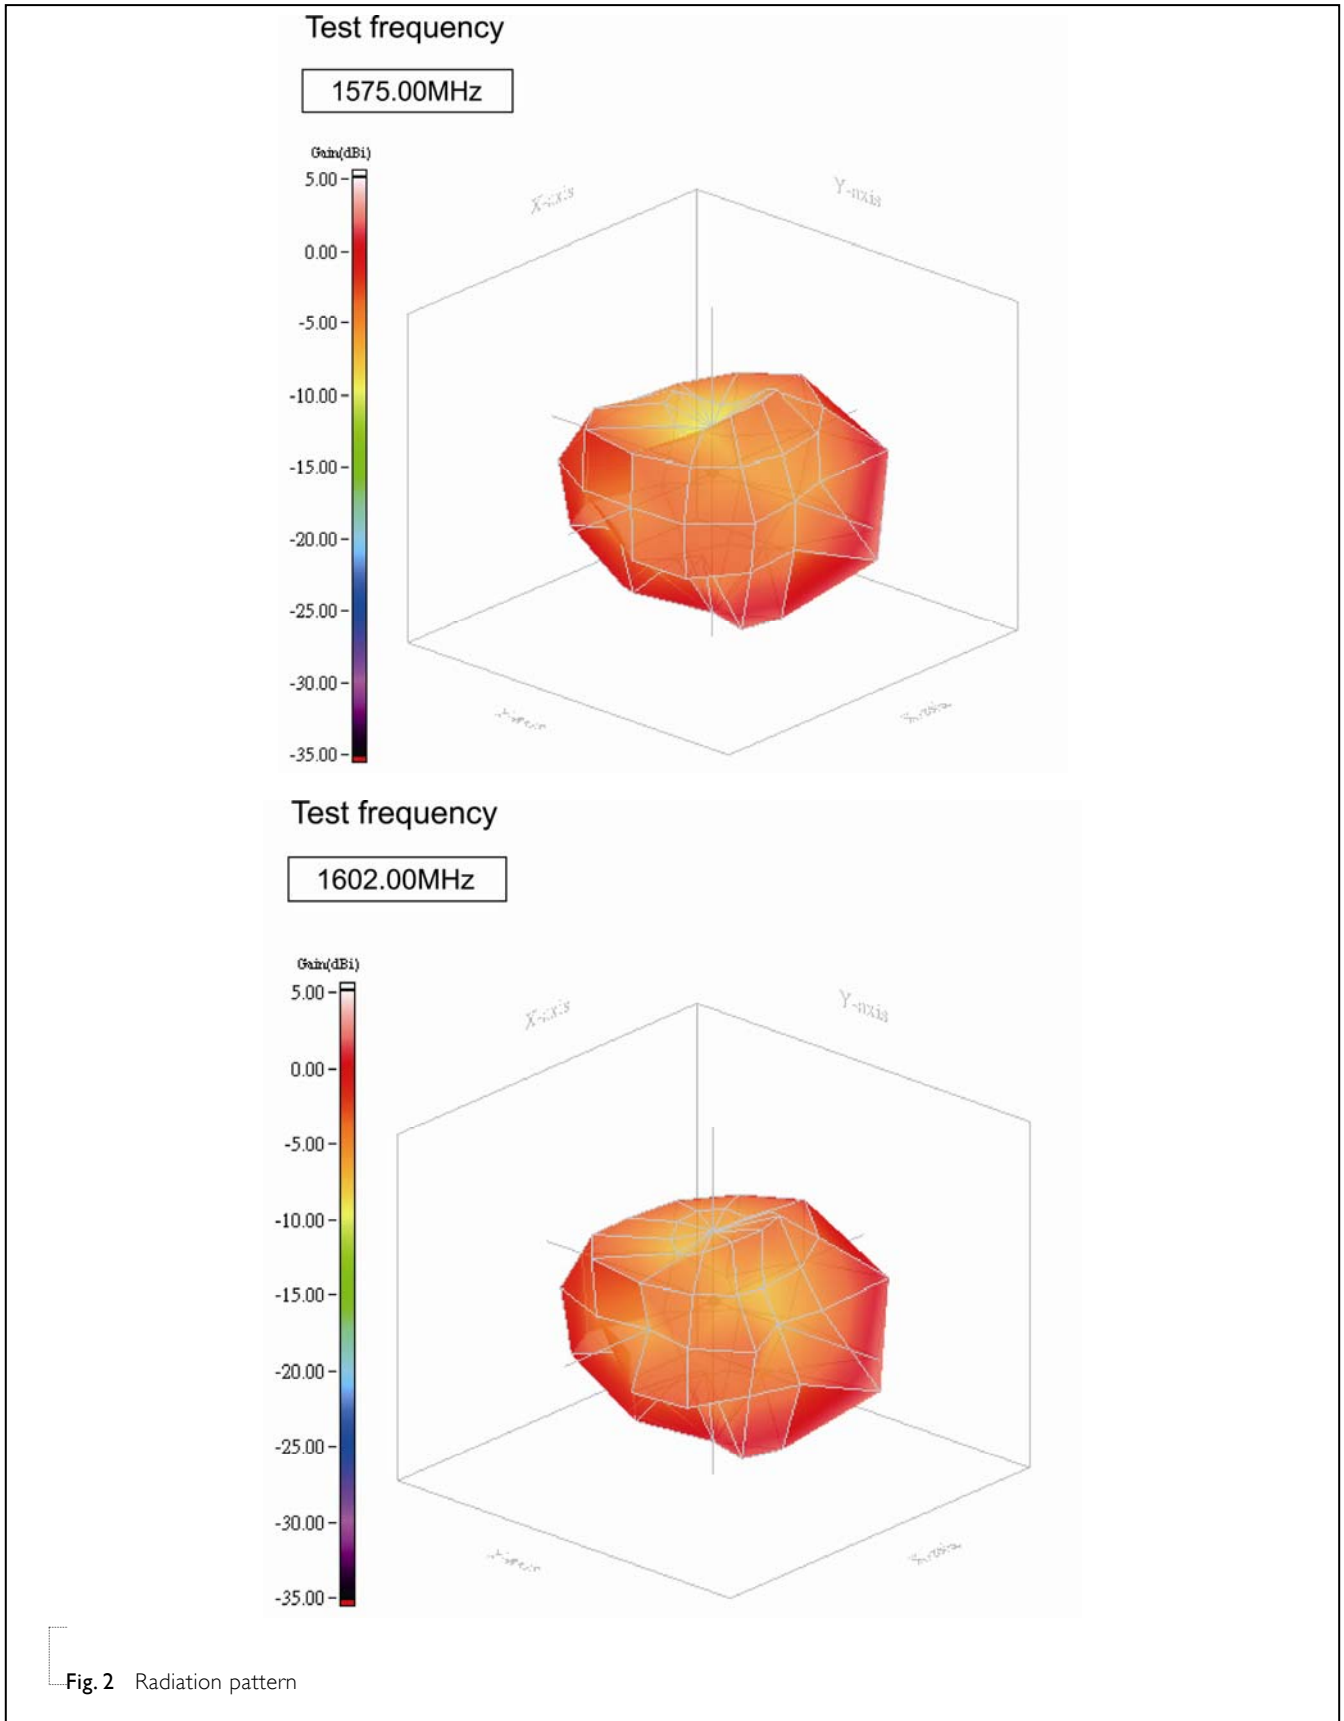 Test frequency
1575.00MHz
Gain(dBi)
5.00
0.00
-5.00
-10.00
-15.00
-20.00
-25.00
-30.00
-35.00
X-axis
Y-axis
Test frequency
1602.00MHz
Gain(dBi)
5.00
0.00
-5.00
-10.00
-15.00
-20.00
-25.00
-30.00
-35.00
X-axis
Y-axis
Fig. 2 Radiation pattern